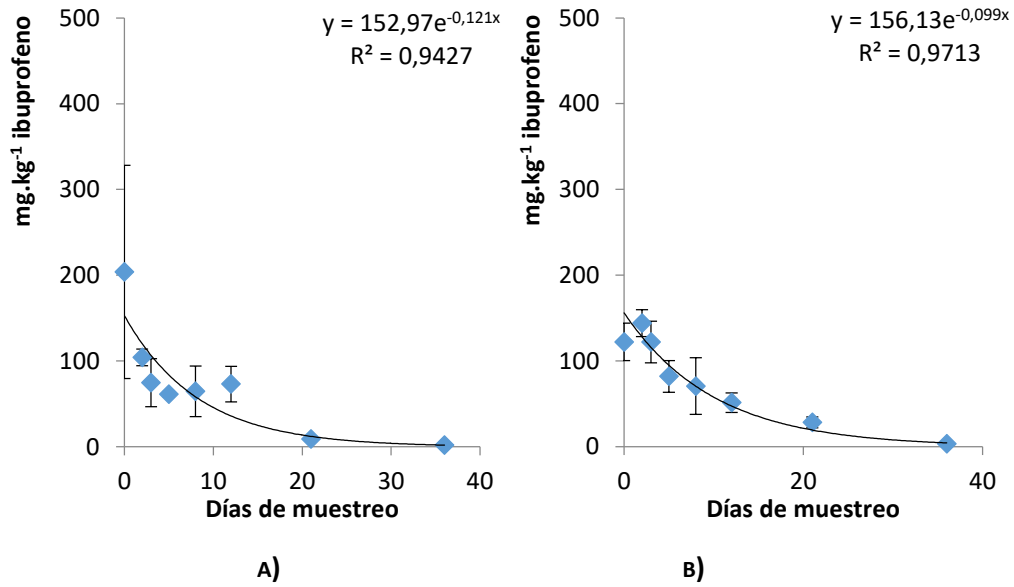 y = 152,97e^-0,121x
R² = 0,9427
mg.kg⁻¹ ibuprofeno
500
400
300
200
100
0
0 10 20 30 40
Días de muestreo
A)
y = 156,13e^-0,099x
R² = 0,9713
mg.kg⁻¹ ibuprofeno
500
400
300
200
100
0
0 20 40
Días de muestreo
B)